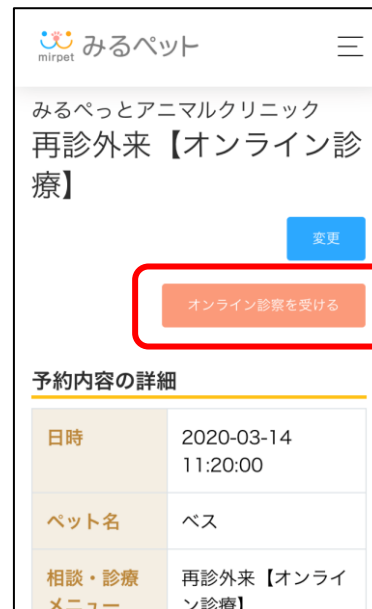 みるペット
mirpet
みるぺっとアニマルクリニック
再診外来【オンライン診
療】
変更
オンライン診察を受ける
予約内容の詳細
日時
2020-03-14
11:20:00
ペット名
ベス
相談・診療
メニュー
再診外来【オンライ
ン診療】